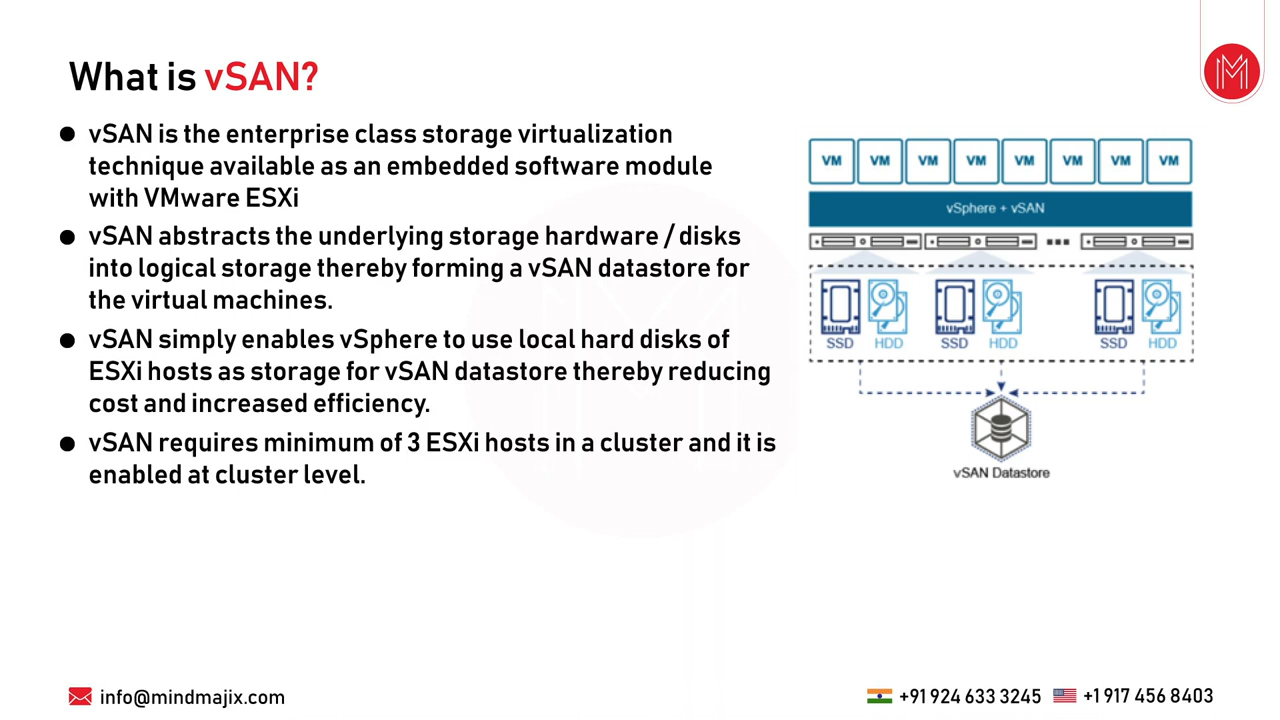 What is vSAN?
● vSAN is the enterprise class storage virtualization
technique available as an embedded software module
with VMware ESXi
● vSAN abstracts the underlying storage hardware / disks
into logical storage thereby forming a vSAN datastore for
the virtual machines.
● vSAN simply enables vSphere to use local hard disks of
ESXi hosts as storage for vSAN datastore thereby reducing
cost and increased efficiency.
● vSAN requires minimum of 3 ESXi hosts in a cluster and it is
enabled at cluster level.
M
VM VM VM VM VM VM VM VM
vSphere + vSAN
SSD HDD SSD HDD SSD HDD
vSAN Datastore
info@mindmajix.com
+91 924 633 3245 +1 917 456 8403